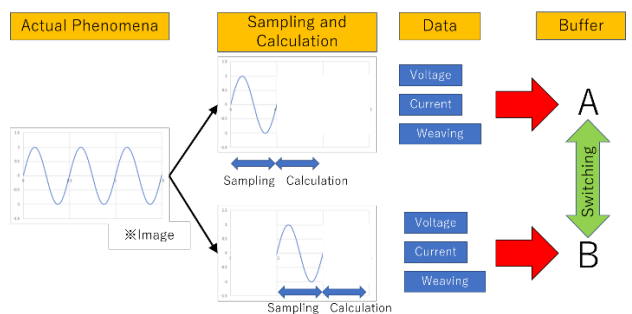 Actual Phenomena
Sampling and
Calculation
Data
Buffer
Voltage
Current
Weaving
A
Sampling
Calculation
Switching
※Image
Voltage
Current
Weaving
B
Sampling
Calculation